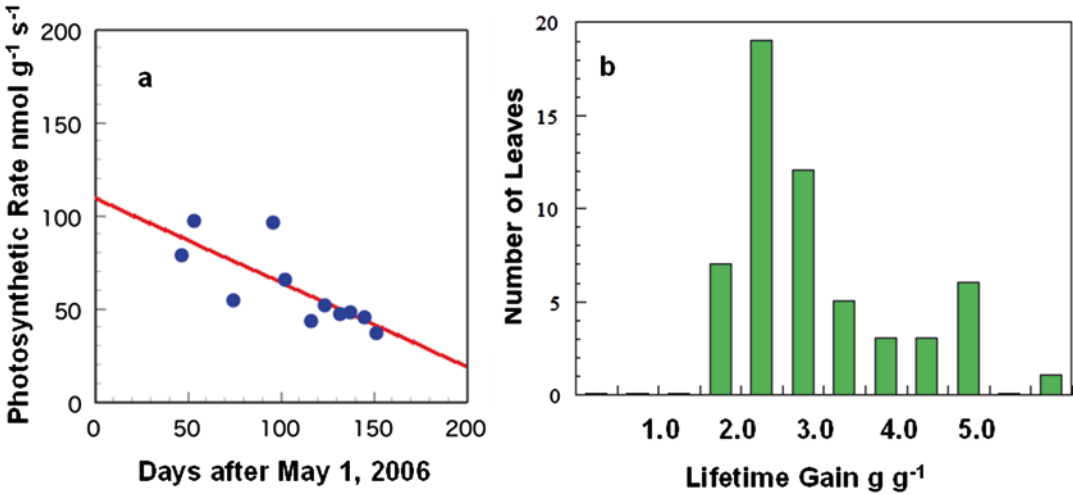 Photosynthetic Rate nmol g⁻¹ s⁻¹
200
150
100
50
0
a
0 50 100 150 200
Days after May 1, 2006
Number of Leaves
20
15
10
5
0
b
1.0 2.0 3.0 4.0 5.0
Lifetime Gain g g⁻¹